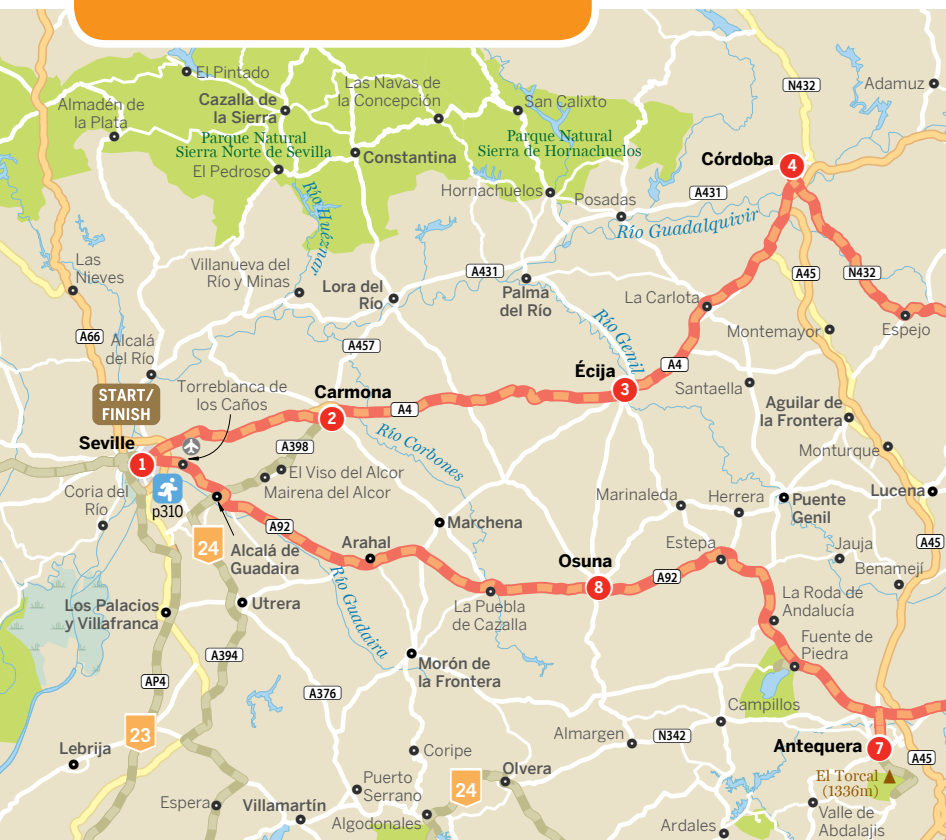 El Pintado
Las Navas de
la Concepción
Cazalla de
la Sierra
San Calixto
N432
Adamuz
Almadén de
la Plata
Parque Natural
Sierra Norte de Sevilla
Parque Natural
Sierra de Hornachuelos
Constantina
El Pedroso
Córdoba
4
Hornachuelos
A431
Posadas
Río Huéznar
Río Guadalquivir
Las
Nieves
Villanueva del
Río y Minas
Lora del
Río
A431
Palma
del Río
A45
N432
La Carlota
Espejo
Río Genil
Montemayor
A66
Alcalá
del Río
A457
A4
Écija
3
Santaella
START/
FINISH
Torreblanca de
los Caños
Carmona
2
A4
Aguilar de
la Frontera
Seville
1
A398
Río Corbones
Monturque
El Viso del Alcor
Mairena del Alcor
p310
Coria del
Río
Lucena
Marinaleda
Herrera
Puente
Genil
A92
Marchena
24
Alcalá de
Guadaira
Arahal
Estepa
Jauja
A45
Benamejí
Osuna
8
A92
Río Guadaira
La Puebla
de Cazalla
La Roda de
Andalucía
Los Palacios
y Villafranca
Utrera
Fuente de
Piedra
A394
Morón de
la Frontera
AP4
A376
Campillos
23
Almargen
N342
Antequera
7
A45
Lebrija
Coripe
Olvera
El Torcal
(1336m)
24
Puerto
Serrano
Espera
Villamartín
Algodonales
Ardales
Valle de
Abdalajís